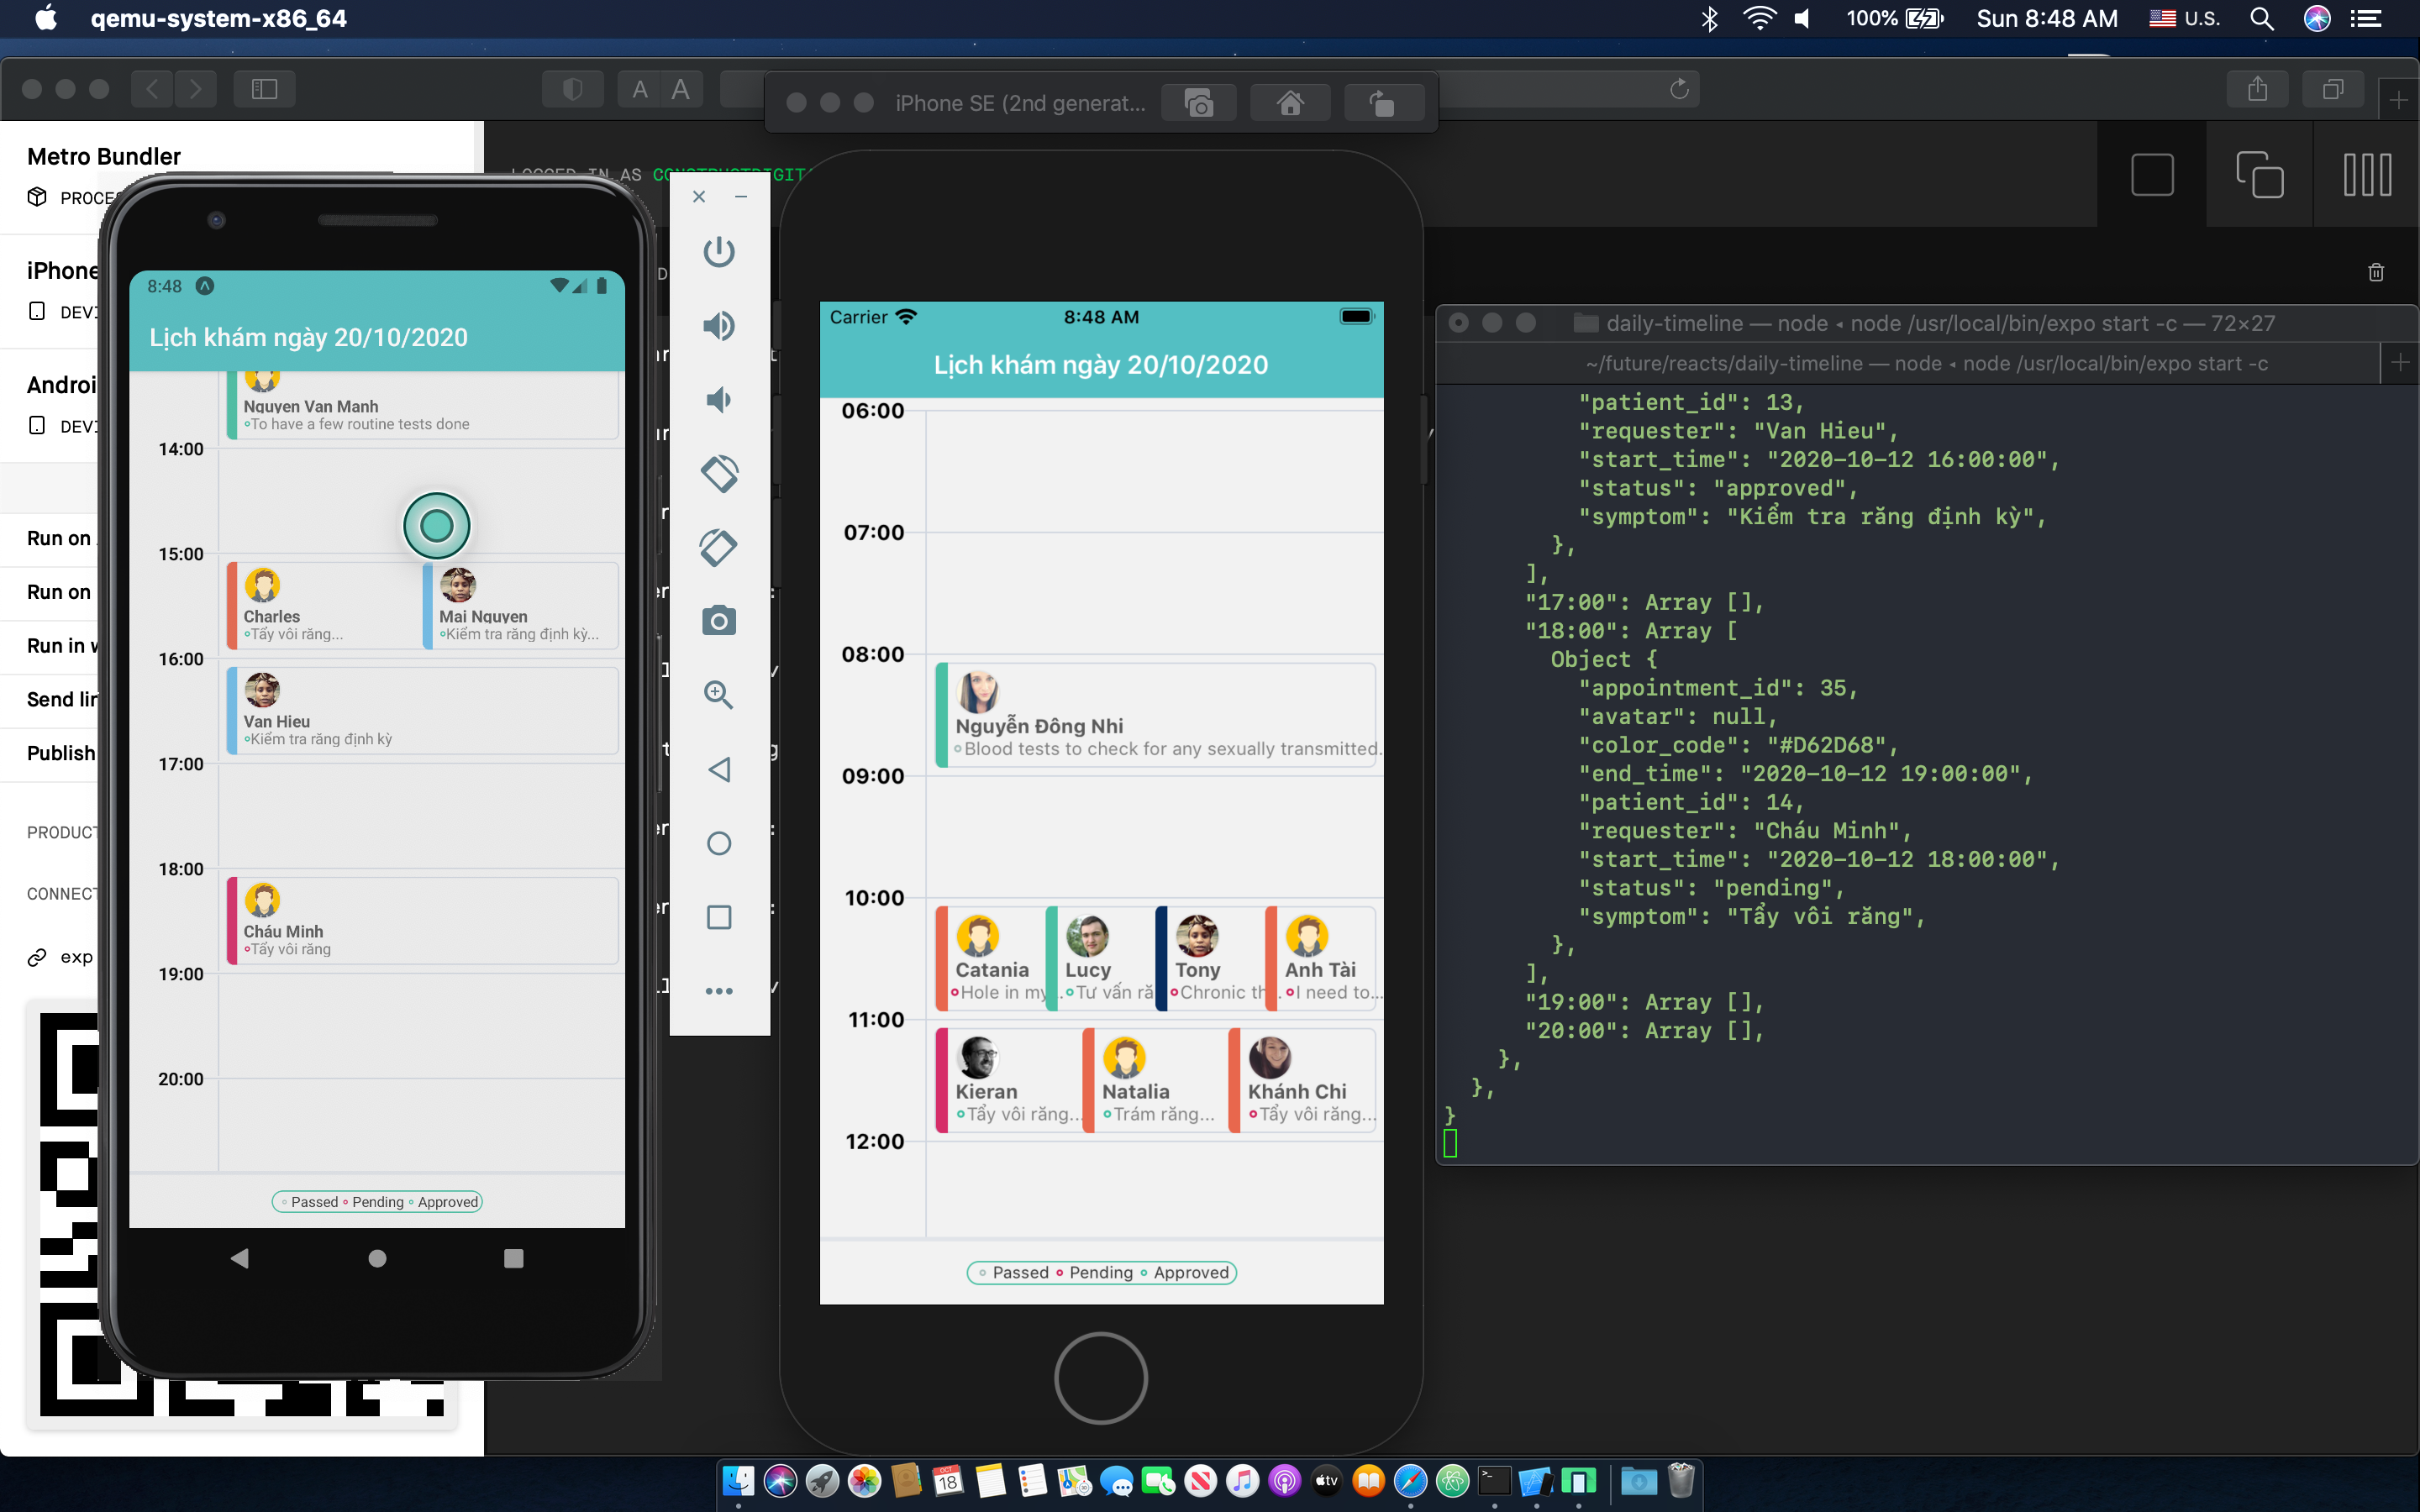 qemu-system-x86_64
100%
Sun 8:48 AM
U.S.
A A
iPhone SE (2nd generat...
Metro Bundler
LOGGED IN AS
iPhone
Run on
Run on
Run in
Publish
exp
8:48
Lịch khám ngày 20/10/2020
Nguyen Van Manh
To have a few routine tests done
14:00
15:00
Charles
Tẩy vôi răng...
Mai Nguyen
Kiểm tra răng định kỳ...
16:00
Van Hieu
Kiểm tra răng định kỳ
17:00
18:00
Cháu Minh
Tẩy vôi răng
19:00
20:00
Passed Pending Approved
Carrier
8:48 AM
Lịch khám ngày 20/10/2020
06:00
07:00
08:00
Nguyễn Đông Nhi
Blood tests to check for any sexually transmitted.
09:00
10:00
Catania
Hole in my...
Lucy
Tư vấn ră
Tony
Chronic th...
Anh Tài
I need to...
11:00
Kieran
Tẩy vôi răng...
Natalia
Trám răng...
Khánh Chi
Tẩy vôi răng...
12:00
Passed Pending Approved
daily-timeline — node ◂ node /usr/local/bin/expo start -c — 72×27
~/future/reacts/daily-timeline — node ◂ node /usr/local/bin/expo start -c
"patient_id": 13,
"requester": "Van Hieu",
"start_time": "2020-10-12 16:00:00",
"status": "approved",
"symptom": "Kiểm tra răng định kỳ",
},
],
"17:00": Array [],
"18:00": Array [
Object {
"appointment_id": 35,
"avatar": null,
"color_code": "#D62D68",
"end_time": "2020-10-12 19:00:00",
"patient_id": 14,
"requester": "Cháu Minh",
"start_time": "2020-10-12 18:00:00",
"status": "pending",
"symptom": "Tẩy vôi răng",
},
],
"19:00": Array [],
"20:00": Array [],
},
},
}
OCT
18
tv